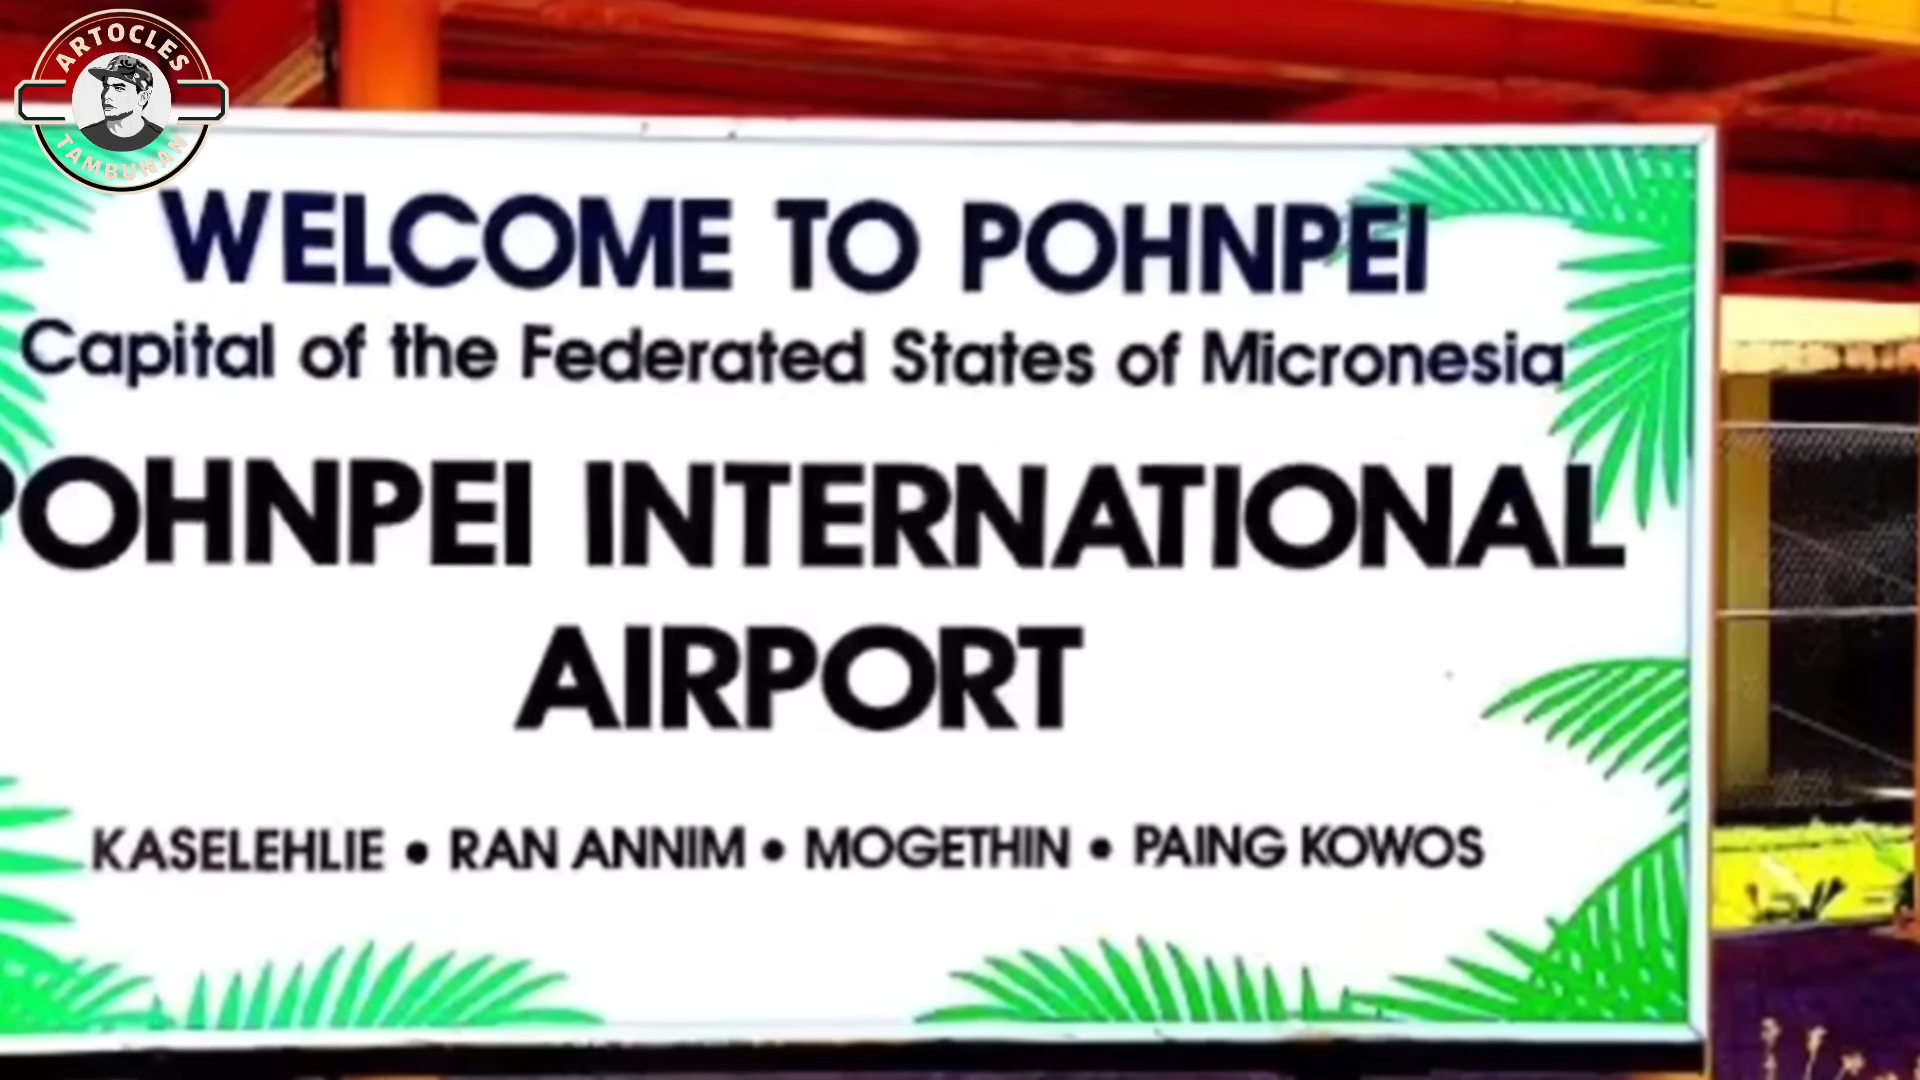 ARTOCLES
TAMBUNAN
WELCOME TO POHNPEI
Capital of the Federated States of Micronesia
POHNPEI INTERNATIONAL
AIRPORT
KASELEHLIE • RAN ANNIM • MOGETHIN • PAING KOWOS